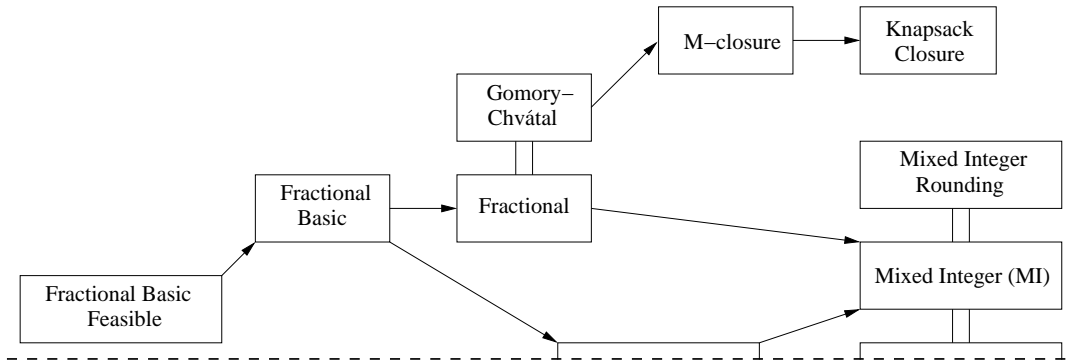 M–closure
Knapsack
Closure
Gomory–
Chvátal
Mixed Integer
Rounding
Fractional
Basic
Fractional
Mixed Integer (MI)
Fractional Basic
Feasible